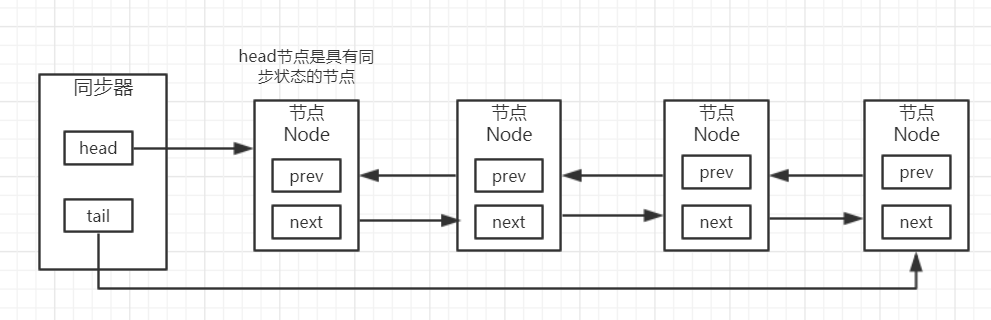 head节点是具有同
步状态的节点
同步器
head
tail
节点
Node
prev
next
节点
Node
prev
next
节点
Node
prev
next
节点
Node
prev
next